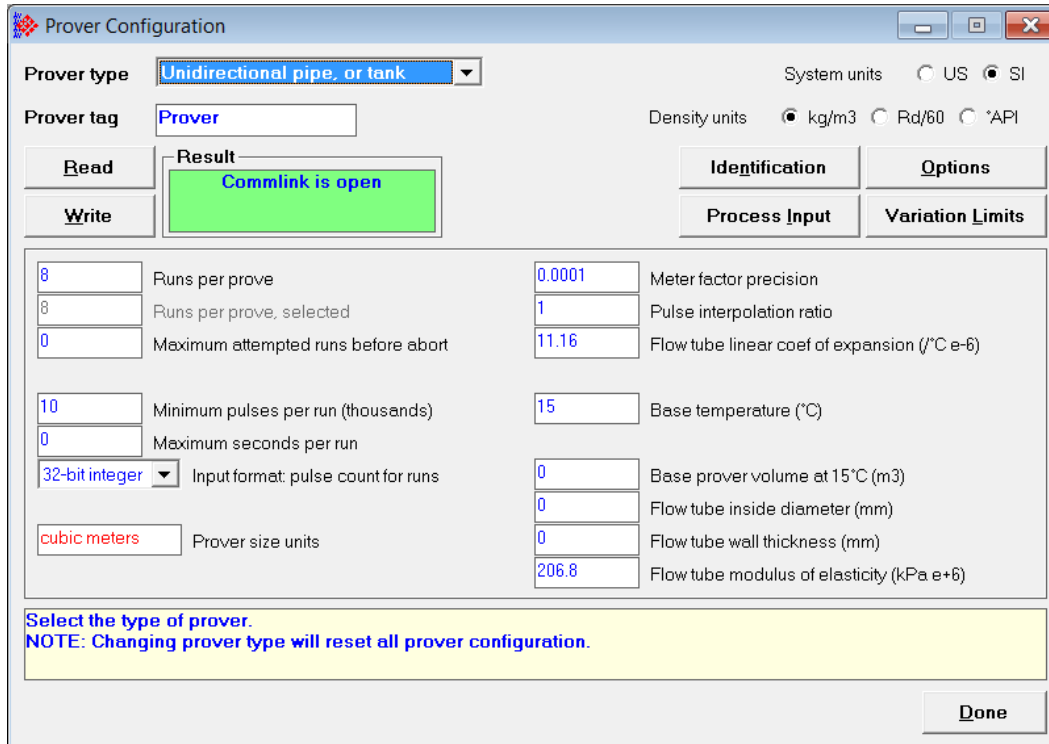 Prover Configuration
Prover type Unidirectional pipe, or tank System units US SI
Prover tag Prover Density units kg/m3 Rd/60 °API
Read Result Identification Options
Commlink is open
Write Process Input Variation Limits
8 Runs per prove 0.0001 Meter factor precision
8 Runs per prove, selected 1 Pulse interpolation ratio
0 Maximum attempted runs before abort 11.16 Flow tube linear coef of expansion (/°C e-6)
10 Minimum pulses per run (thousands) 15 Base temperature (°C)
0 Maximum seconds per run
32-bit integer Input format: pulse count for runs 0 Base prover volume at 15°C (m3)
0 Flow tube inside diameter (mm)
cubic meters Prover size units 0 Flow tube wall thickness (mm)
206.8 Flow tube modulus of elasticity (kPa e+6)
Select the type of prover.
NOTE: Changing prover type will reset all prover configuration.
Done